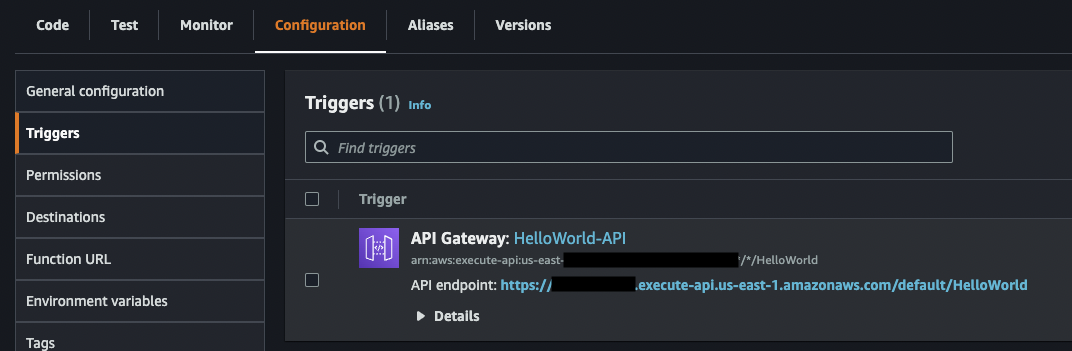 Code Test Monitor Configuration Aliases Versions
General configuration
Triggers
Permissions
Destinations
Function URL
Environment variables
Tags
Triggers (1) Info
Find triggers
Trigger
API Gateway: HelloWorld-API
arn:aws:execute-api:us-east- */*/HelloWorld
API endpoint: https:// .execute-api.us-east-1.amazonaws.com/default/HelloWorld
Details